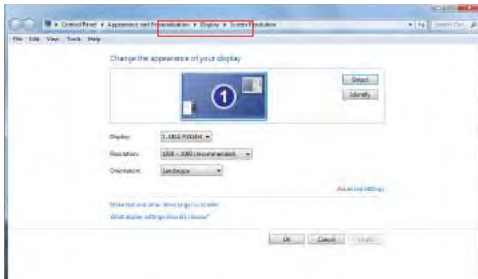 Control Panel ▸ Appearance and Personalization ▸ Display ▸ Screen Resolution
File Edit View Tools Help
Change the appearance of your display
Detect
Identify
1
Display:
Resolution:
(recommended)
Orientation: Landscape
Advanced settings
Make text and other items larger or smaller
What display settings should I choose?
OK Cancel Apply